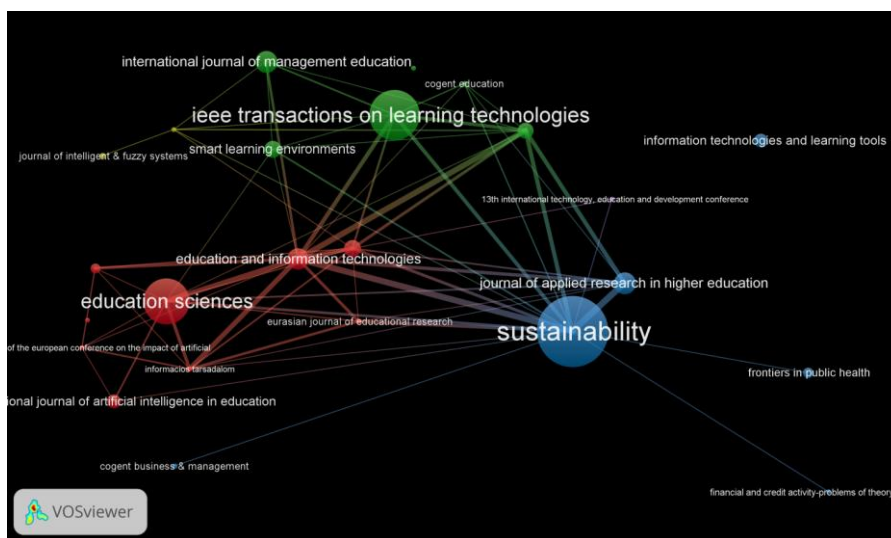 international journal of management education
cogent education
ieee transactions on learning technologies
information technologies and learning tools
journal of intelligent & fuzzy systems
smart learning environments
13th international technology, education and development conference
education and information technologies
journal of applied research in higher education
education sciences
eurasian journal of educational research
sustainability
of the european conference on the impact of artificial
informacios tarsadalom
frontiers in public health
ional journal of artificial intelligence in education
cogent business & management
financial and credit activity-problems of theory
VOSviewer